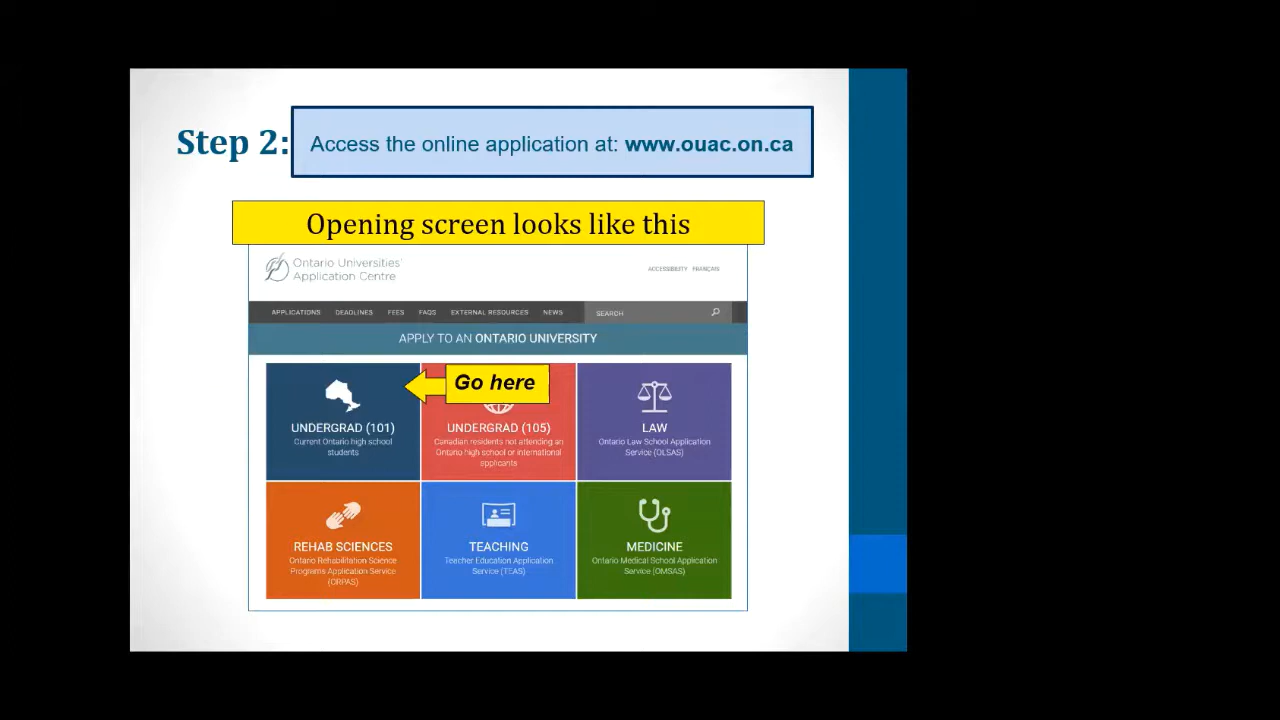 Step 2:
Access the online application at: www.ouac.on.ca
Opening screen looks like this
Ontario Universities'
Application Centre
ACCESSIBILITY FRANÇAIS
APPLICATIONS DEADLINES FEES FAQS EXTERNAL RESOURCES NEWS SEARCH
APPLY TO AN ONTARIO UNIVERSITY
Go here
UNDERGRAD (101)
Current Ontario high school
students
UNDERGRAD (105)
Canadian residents not attending an
Ontario high school or international
applicants
LAW
Ontario Law School Application
Service (OLSAS)
REHAB SCIENCES
Ontario Rehabilitation Science
Programs Application Service
(ORPAS)
TEACHING
Teacher Education Application
Service (TEAS)
MEDICINE
Ontario Medical School Application
Service (OMSAS)